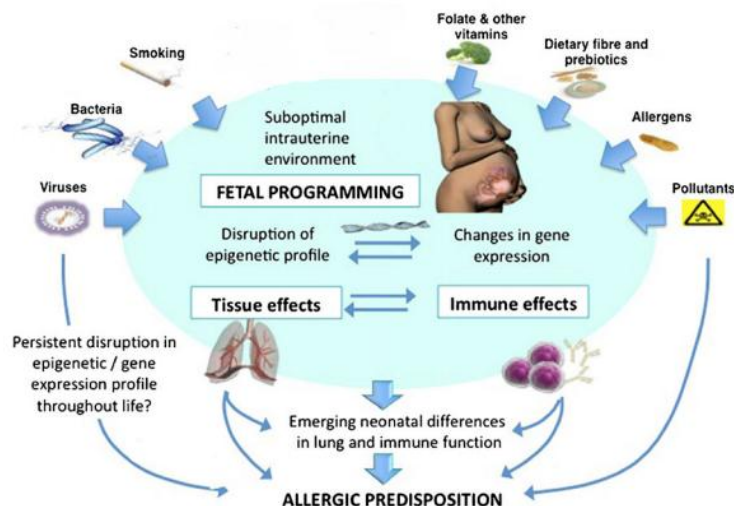 Folate & other
vitamins
Smoking
Dietary fibre and
prebiotics
Bacteria
Suboptimal
intrauterine
environment
Allergens
Viruses
FETAL PROGRAMMING
Pollutants
Disruption of
epigenetic profile
Changes in gene
expression
Tissue effects
Immune effects
Persistent disruption in
epigenetic / gene
expression profile
throughout life?
Emerging neonatal differences
in lung and immune function
ALLERGIC PREDISPOSITION